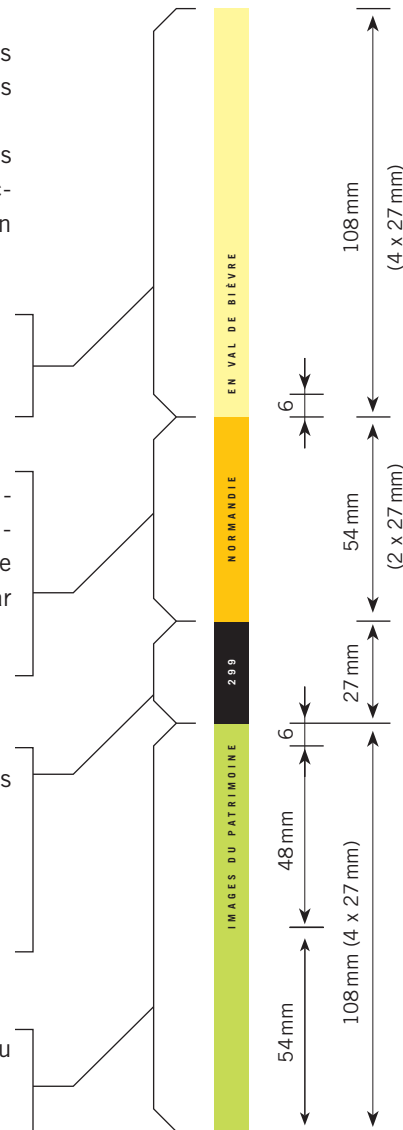 s
s
s
-
n
-
-
e
ar
s
u
EN VAL DE BIÈVRE
NORMANDIE
299
IMAGES DU PATRIMOINE
6
6
48 mm
54 mm
108 mm
(4 x 27 mm)
54 mm
(2 x 27 mm)
27 mm
108 mm (4 x 27 mm)